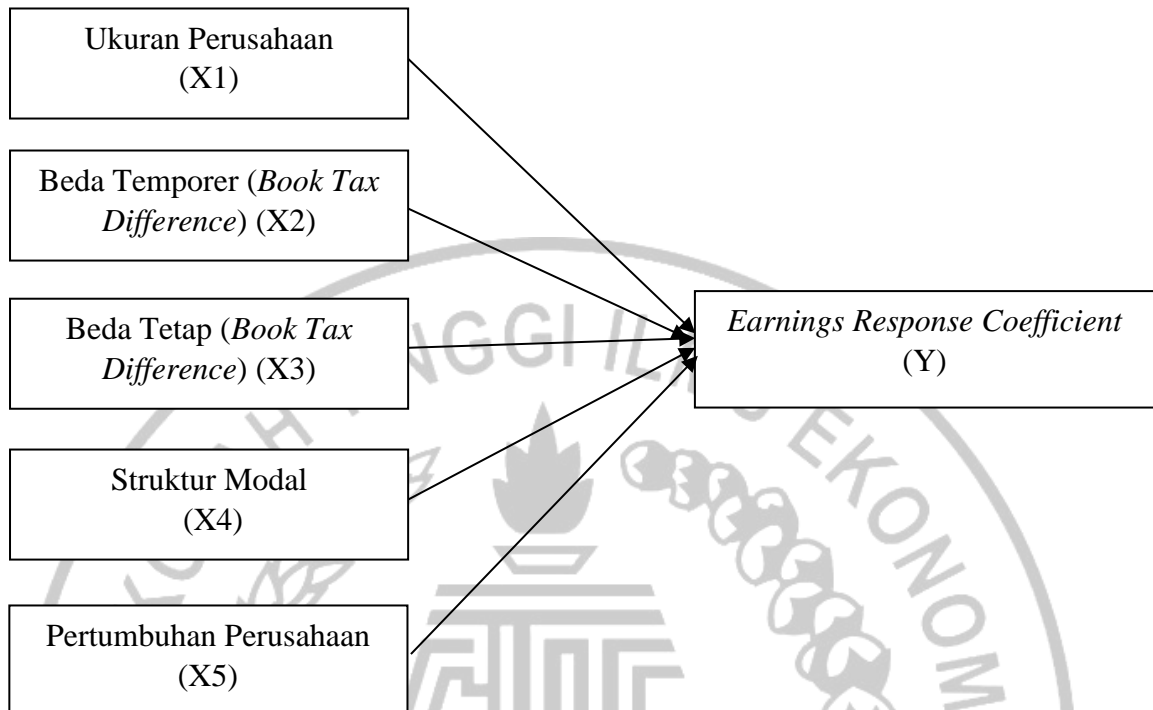 Ukuran Perusahaan
(X1)
Beda Temporer (Book Tax
Difference) (X2)
Beda Tetap (Book Tax
Difference) (X3)
Struktur Modal
(X4)
Pertumbuhan Perusahaan
(X5)
Earnings Response Coefficient
(Y)